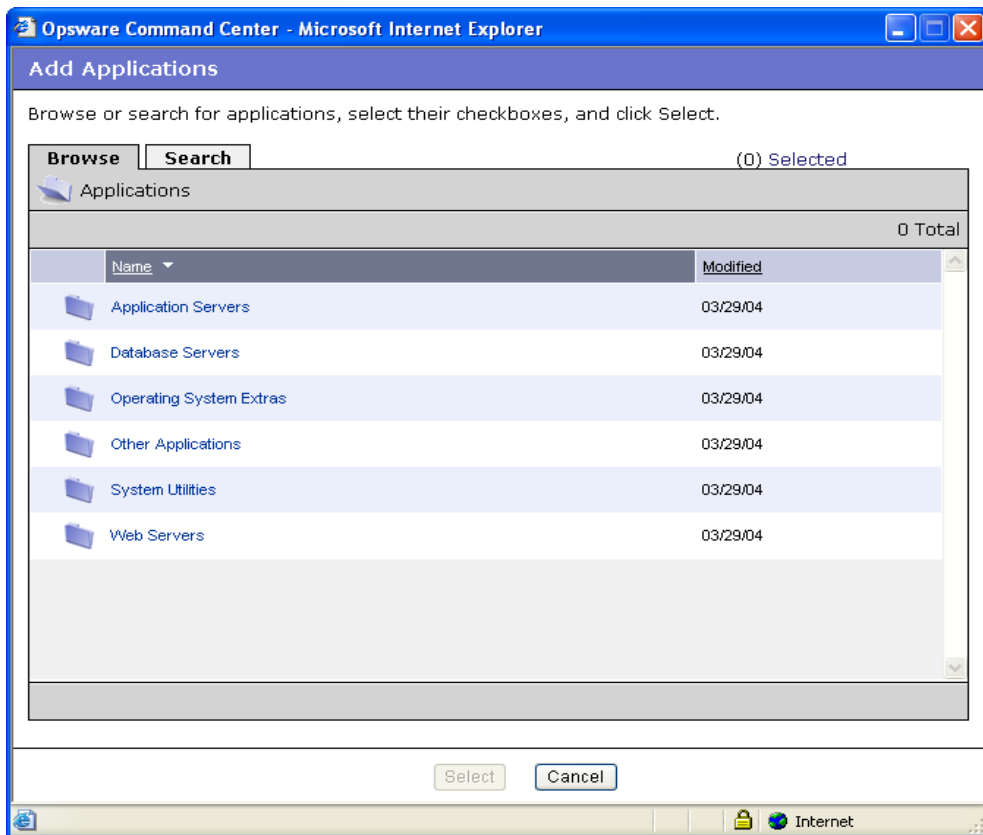 Opsware Command Center - Microsoft Internet Explorer
Add Applications
Browse or search for applications, select their checkboxes, and click Select.
Browse Search (0) Selected
Applications
0 Total
Name Modified
Application Servers 03/29/04
Database Servers 03/29/04
Operating System Extras 03/29/04
Other Applications 03/29/04
System Utilities 03/29/04
Web Servers 03/29/04
Select Cancel
Internet